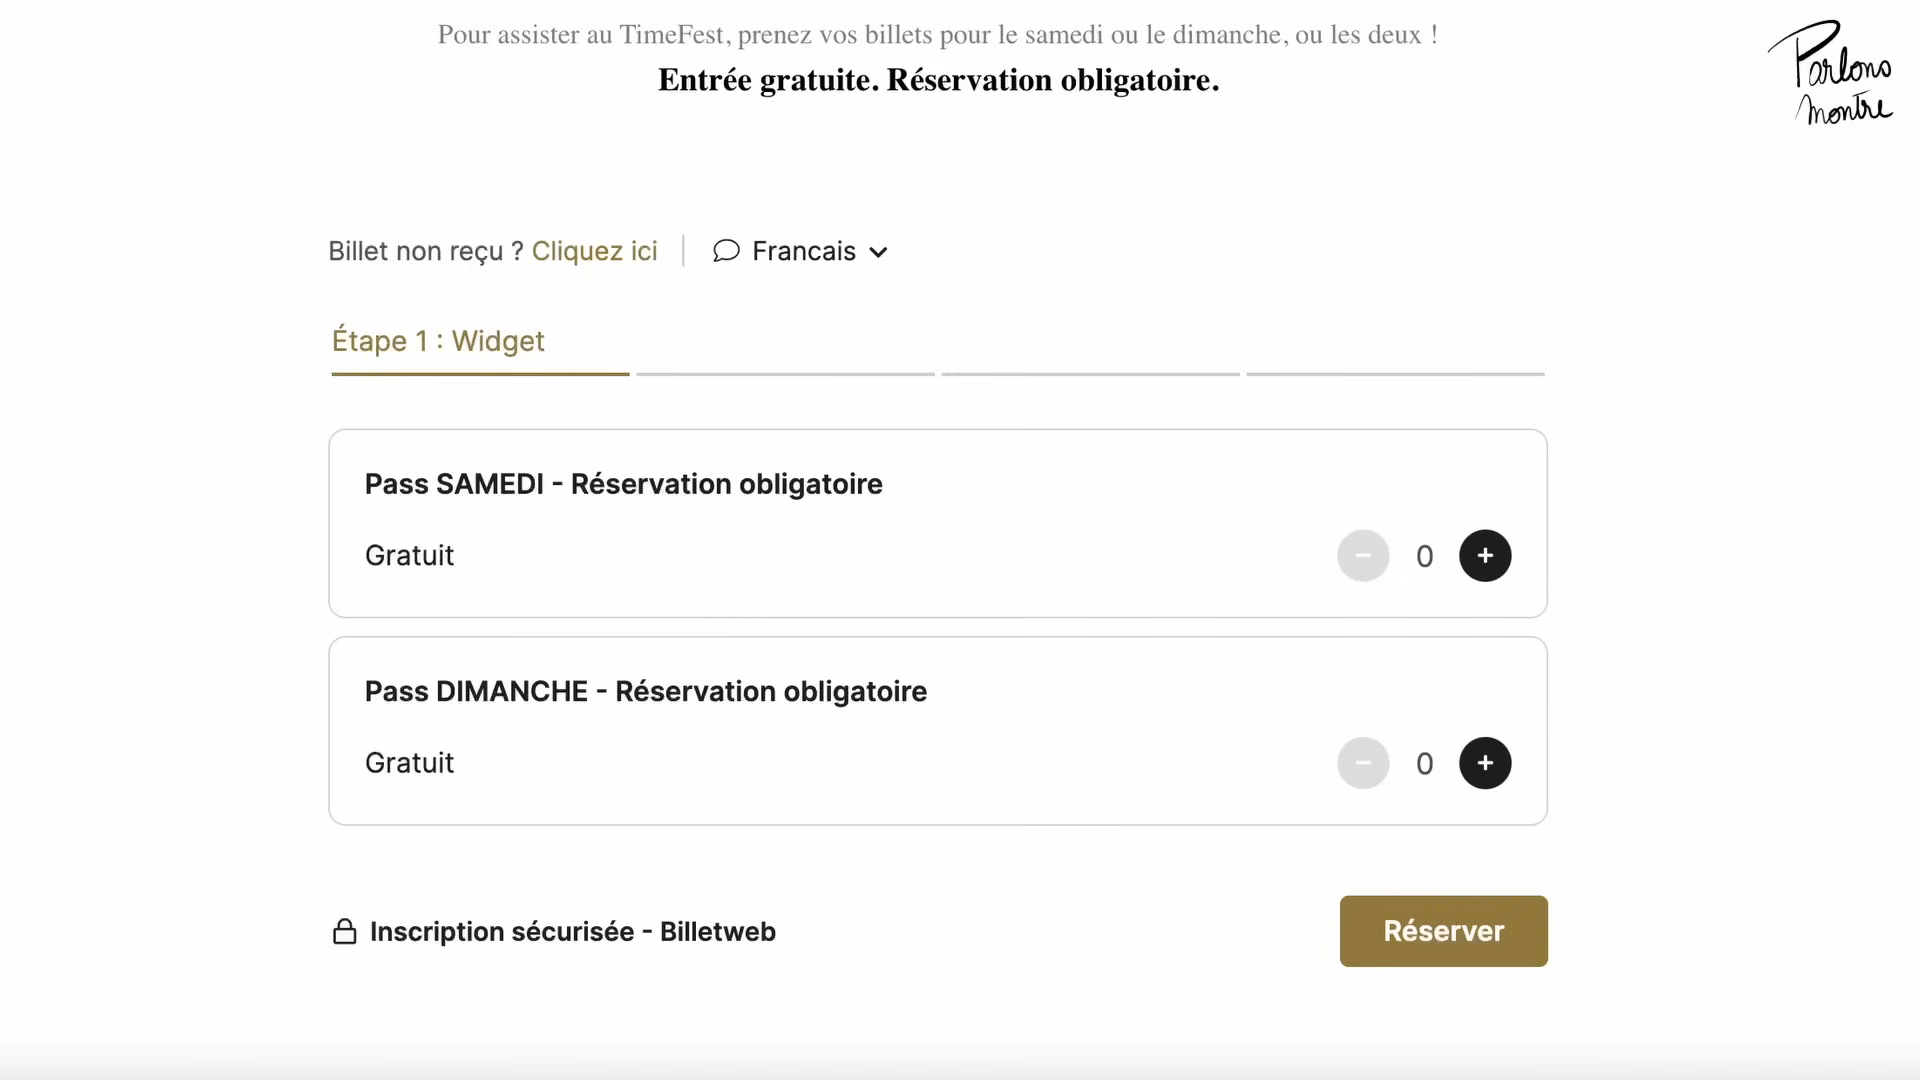 Pour assister au TimeFest, prenez vos billets pour le samedi ou le dimanche, ou les deux !
Entrée gratuite. Réservation obligatoire.
Parlons
montre
Billet non reçu ? Cliquez ici
Francais
Étape 1 : Widget
Pass SAMEDI - Réservation obligatoire
Gratuit
− 0 +
Pass DIMANCHE - Réservation obligatoire
Gratuit
− 0 +
Inscription sécurisée - Billetweb
Réserver